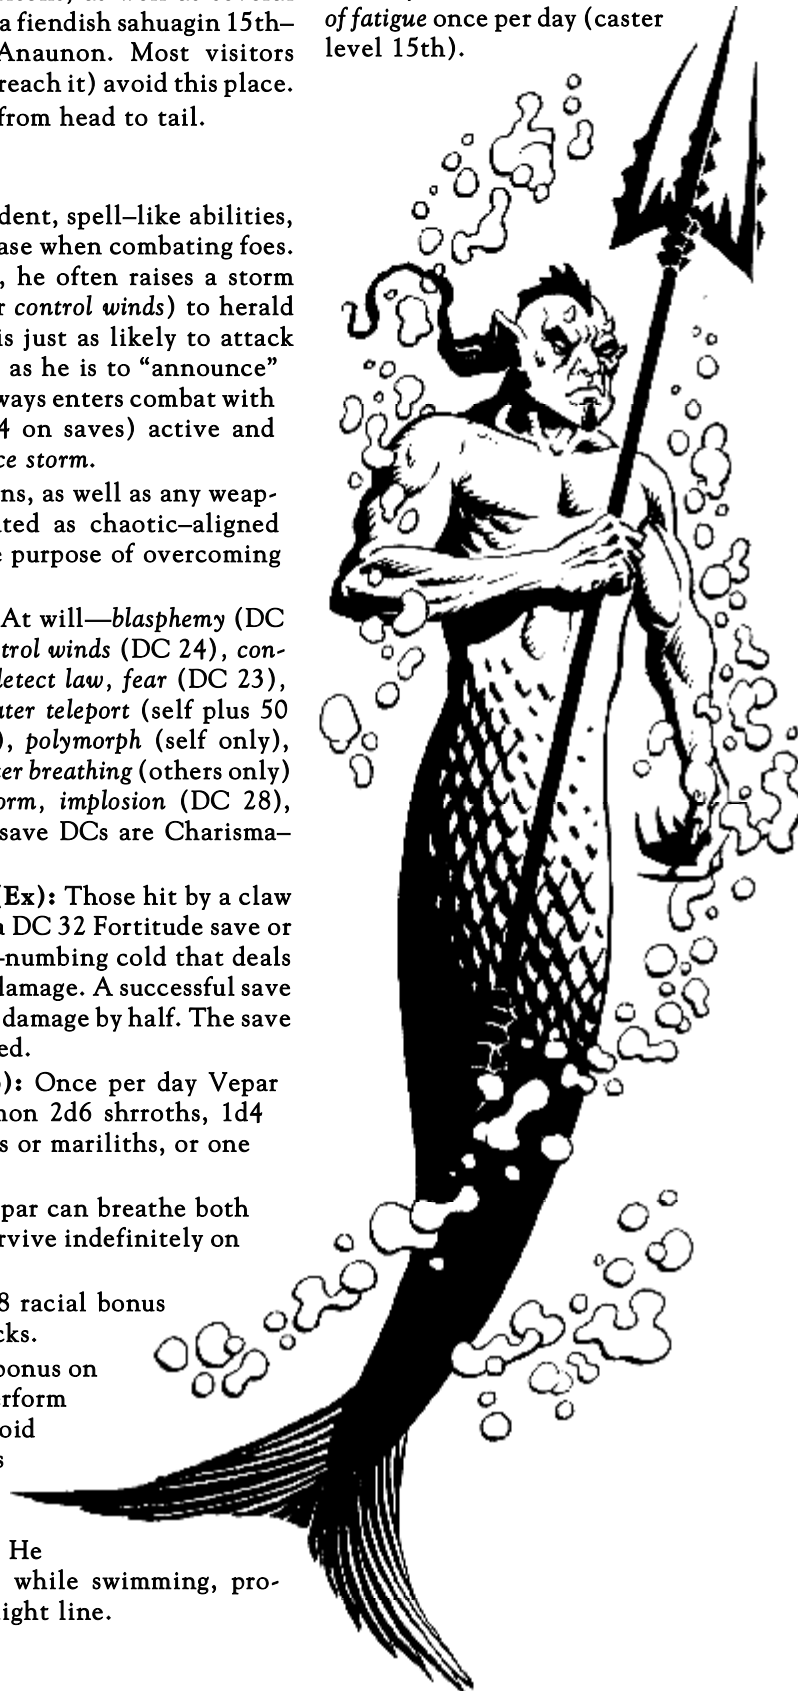 a fiendish sahuagin 15th–
Anaunon. Most visitors
reach it) avoid this place.
from head to tail.
dent, spell–like abilities,
ase when combating foes.
, he often raises a storm
r control winds) to herald
is just as likely to attack
as he is to “announce”
ways enters combat with
4 on saves) active and
ce storm.
ns, as well as any weap-
ated as chaotic–aligned
e purpose of overcoming
At will—blasphemy (DC
trol winds (DC 24), con-
detect law, fear (DC 23),
ater teleport (self plus 50
), polymorph (self only),
er breathing (others only)
orm, implosion (DC 28),
save DCs are Charisma–
(Ex): Those hit by a claw
a DC 32 Fortitude save or
–numbing cold that deals
damage. A successful save
damage by half. The save
ed.
): Once per day Vepar
mon 2d6 shrroths, 1d4
s or mariliths, or one
par can breathe both
rvive indefinitely on
8 racial bonus
cks.
bonus on
erform
oid
s
He
while swimming, pro-
aight line.
of fatigue once per day (caster
level 15th).